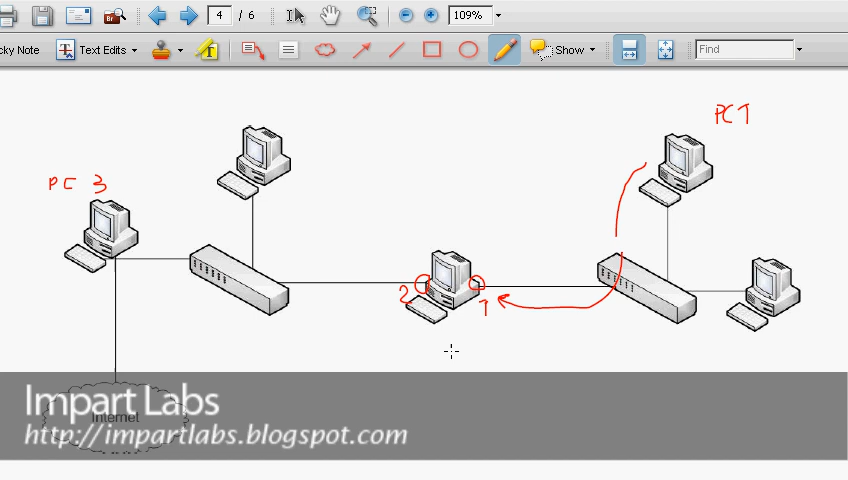 4 / 6
109%
cky Note
Text Edits
Show
Find
PC 1
PC 3
2
1
Internet
Impart Labs
http://impartlabs.blogspot.com